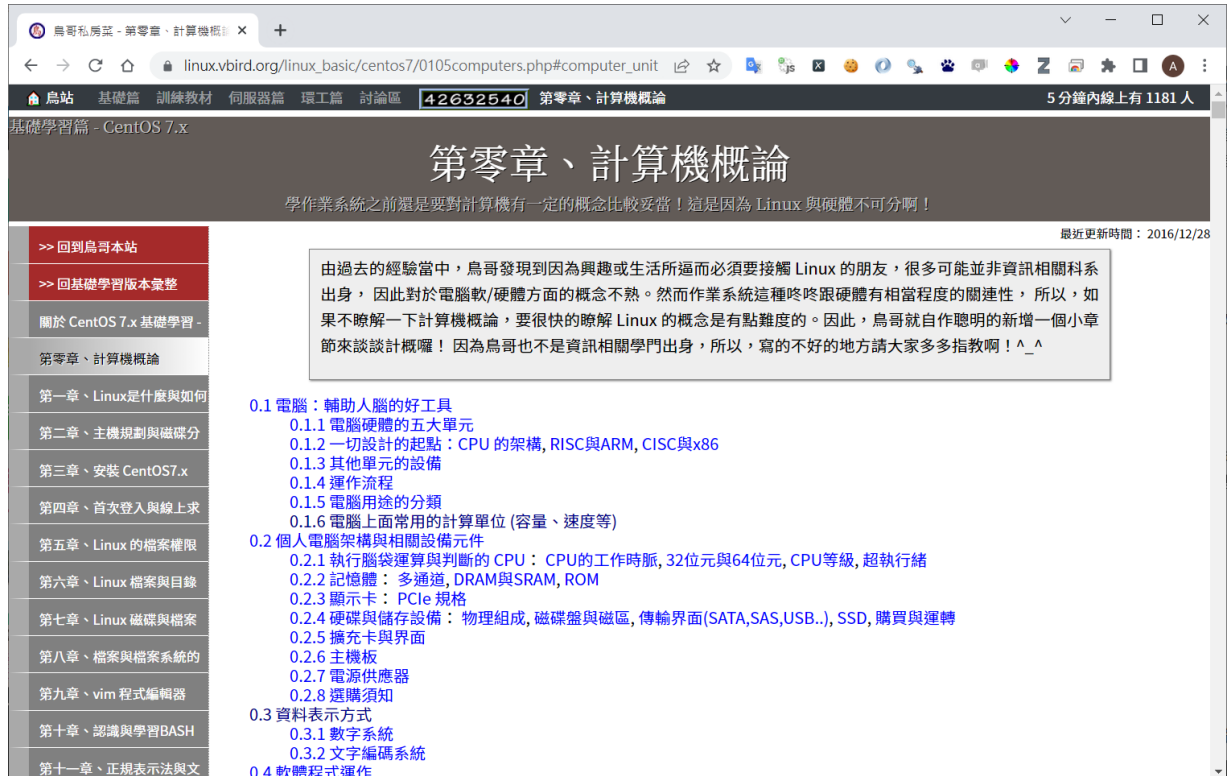 鳥哥私房菜 - 第零章、計算機概
linux.vbird.org/linux_basic/centos7/0105computers.php#computer_unit
鳥站 基礎篇 訓練教材 伺服器篇 環工篇 討論區 42632540 第零章、計算機概論 5 分鐘內線上有 1181 人
基礎學習篇 - CentOS 7.x
第零章、計算機概論
學作業系統之前還是要對計算機有一定的概念比較妥當！這是因為 Linux 與硬體不可分啊！
最近更新時間： 2016/12/28
>> 回到鳥哥本站
>> 回基礎學習版本彙整
關於 CentOS 7.x 基礎學習 -
第零章、計算機概論
第一章、Linux是什麼與如何
第二章、主機規劃與磁碟分
第三章、安裝 CentOS7.x
第四章、首次登入與線上求
第五章、Linux 的檔案權限
第六章、Linux 檔案與目錄
第七章、Linux 磁碟與檔案
第八章、檔案與檔案系統的
第九章、vim 程式編輯器
第十章、認識與學習BASH
第十一章、正規表示法與文
由過去的經驗當中，鳥哥發現到因為興趣或生活所逼而必須要接觸 Linux 的朋友，很多可能並非資訊相關科系
出身， 因此對於電腦軟/硬體方面的概念不熟。然而作業系統這種咚咚跟硬體有相當程度的關連性， 所以，如
果不瞭解一下計算機概論，要很快的瞭解 Linux 的概念是有點難度的。因此，鳥哥就自作聰明的新增一個小章
節來談談計概囉！ 因為鳥哥也不是資訊相關學門出身，所以，寫的不好的地方請大家多多指教啊！^_^
0.1 電腦：輔助人腦的好工具
0.1.1 電腦硬體的五大單元
0.1.2 一切設計的起點：CPU 的架構, RISC與ARM, CISC與x86
0.1.3 其他單元的設備
0.1.4 運作流程
0.1.5 電腦用途的分類
0.1.6 電腦上面常用的計算單位 (容量、速度等)
0.2 個人電腦架構與相關設備元件
0.2.1 執行腦袋運算與判斷的 CPU： CPU的工作時脈, 32位元與64位元, CPU等級, 超執行緒
0.2.2 記憶體： 多通道, DRAM與SRAM, ROM
0.2.3 顯示卡： PCIe 規格
0.2.4 硬碟與儲存設備： 物理組成, 磁碟盤與磁區, 傳輸界面(SATA,SAS,USB..), SSD, 購買與運轉
0.2.5 擴充卡與界面
0.2.6 主機板
0.2.7 電源供應器
0.2.8 選購須知
0.3 資料表示方式
0.3.1 數字系統
0.3.2 文字編碼系統
0.4 軟體程式運作